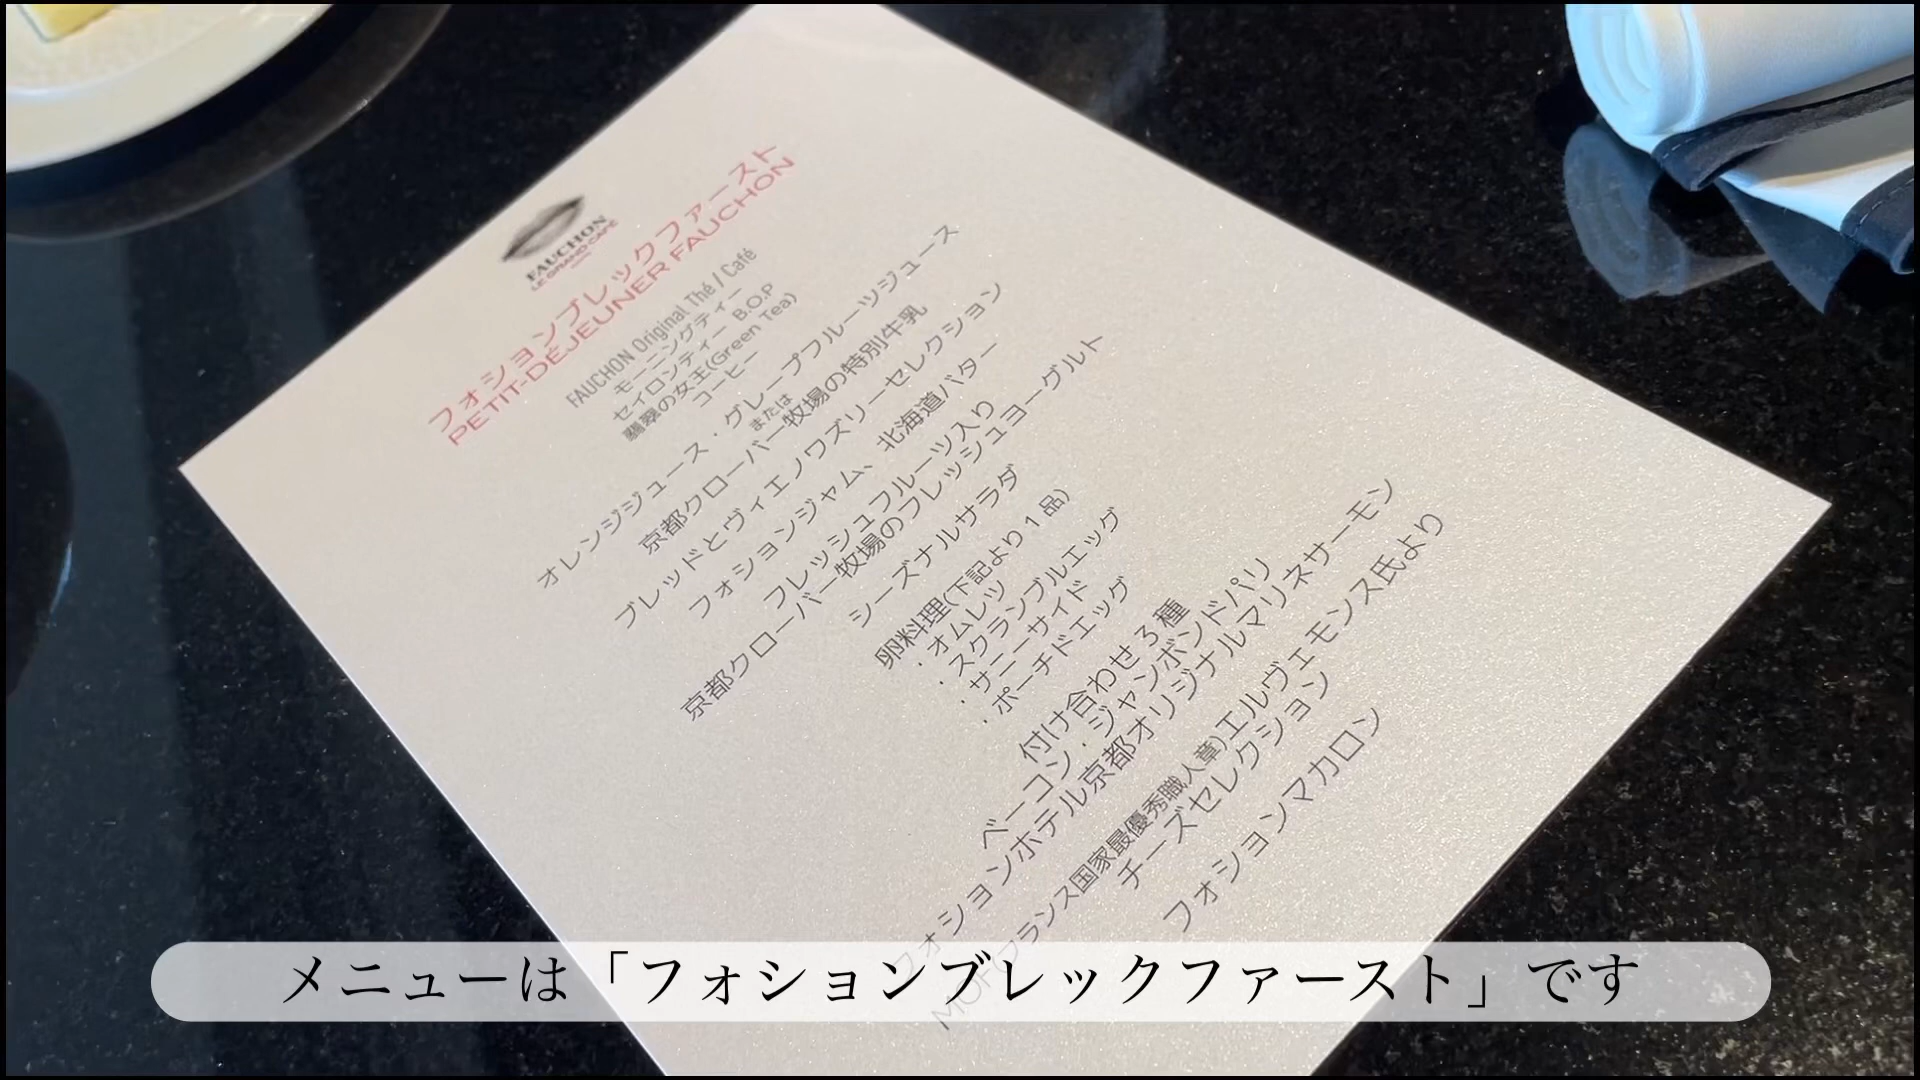 FAUCHON
LE GRAND CAFÉ
フォションブレックファースト
PETIT-DÉJEUNER FAUCHON
FAUCHON Original Thé / Café
モーニングティー
セイロンティー B.O.P
翡翠の女王(Green Tea)
コーヒー
オレンジジュース・グレープフルーツジュース
または
京都クローバー牧場の特別牛乳
ブレッドとヴィエノワズリーセレクション
フォションジャム、北海道バター
フレッシュフルーツ入り
京都クローバー牧場のフレッシュヨーグルト
シーズナルサラダ
卵料理(下記より1品)
・オムレツ
・スクランブルエッグ
・サニーサイド
・ポーチドエッグ
付け合わせ3種
ベーコン・ジャンボンドパリ
フォションホテル京都オリジナルマリネサーモン
MOF(フランス国家最優秀職人章)エルヴェモンス氏より
チーズセレクション
フォションマカロン
メニューは「フォションブレックファースト」です